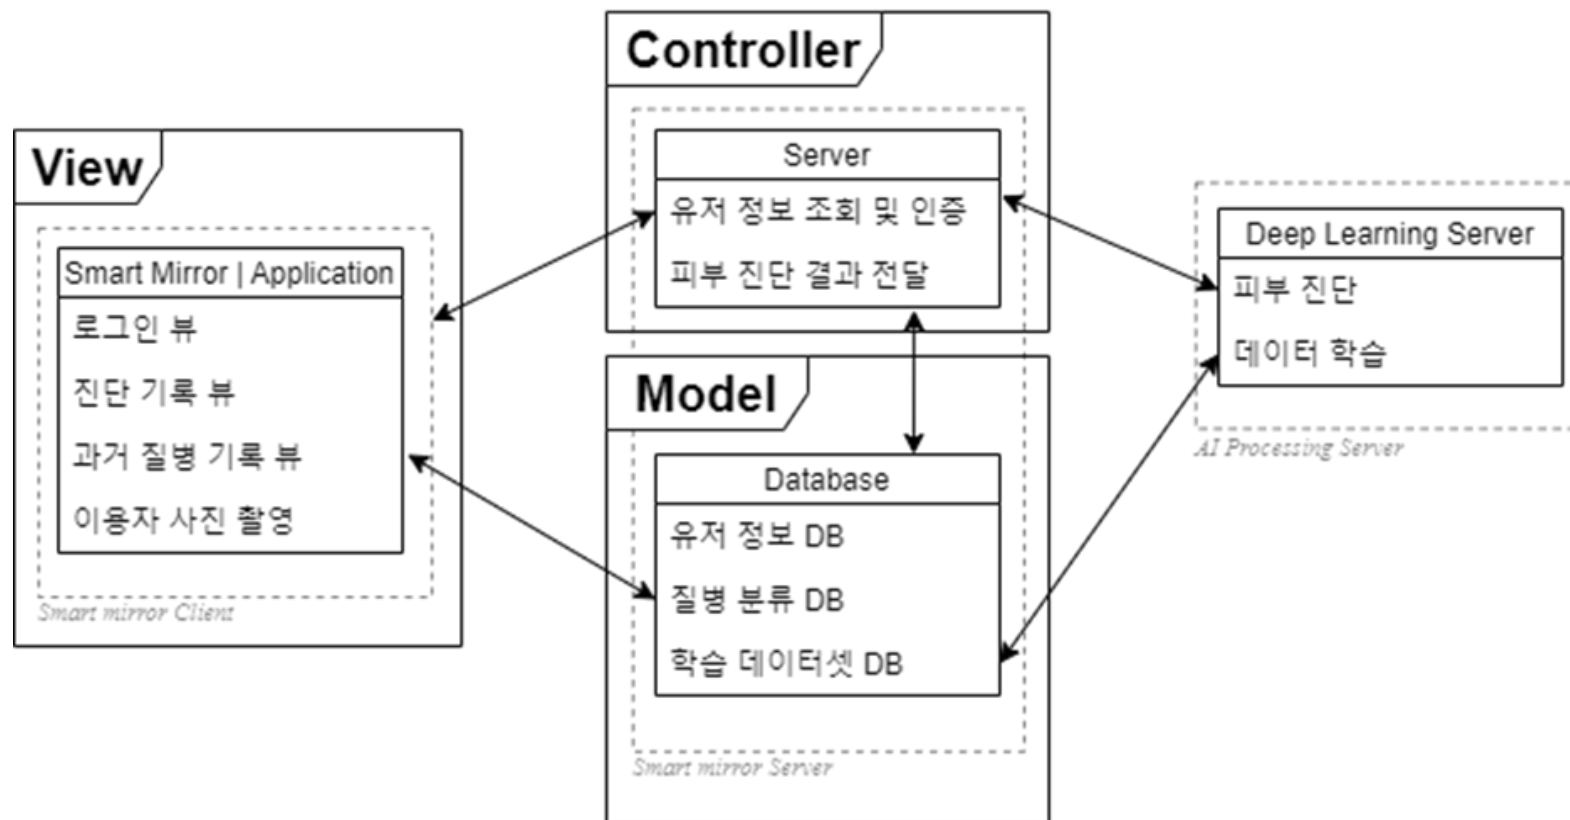 View
Smart Mirror | Application
로그인 뷰
진단 기록 뷰
과거 질병 기록 뷰
이용자 사진 촬영
Smart mirror Client
Controller
Server
유저 정보 조회 및 인증
피부 진단 결과 전달
Model
Database
유저 정보 DB
질병 분류 DB
학습 데이터셋 DB
Smart mirror Server
Deep Learning Server
피부 진단
데이터 학습
AI Processing Server